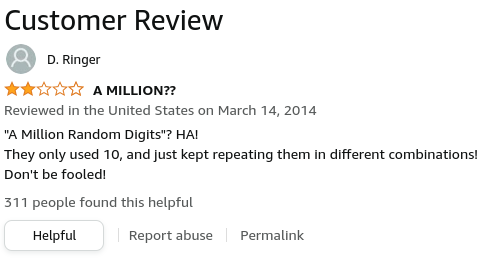 Customer Review
D. Ringer
A MILLION??
Reviewed in the United States on March 14, 2014
"A Million Random Digits"? HA!
They only used 10, and just kept repeating them in different combinations!
Don't be fooled!
311 people found this helpful
Helpful Report abuse Permalink